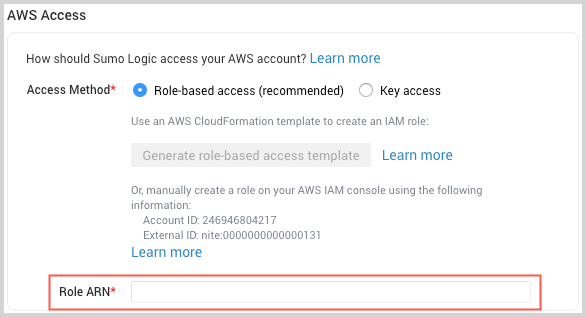 AWS Access
How should Sumo Logic access your AWS account? Learn more
Access Method* Role-based access (recommended) Key access
Use an AWS CloudFormation template to create an IAM role:
Generate role-based access template Learn more
Or, manually create a role on your AWS IAM console using the following
information:
Account ID: 246946804217
External ID: nite:0000000000000131
Learn more
Role ARN*